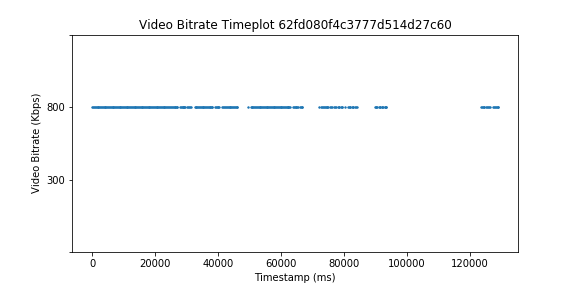 Video Bitrate Timeplot 62fd080f4c3777d514d27c60
Video Bitrate (Kbps)
800
300
0 20000 40000 60000 80000 100000 120000
Timestamp (ms)